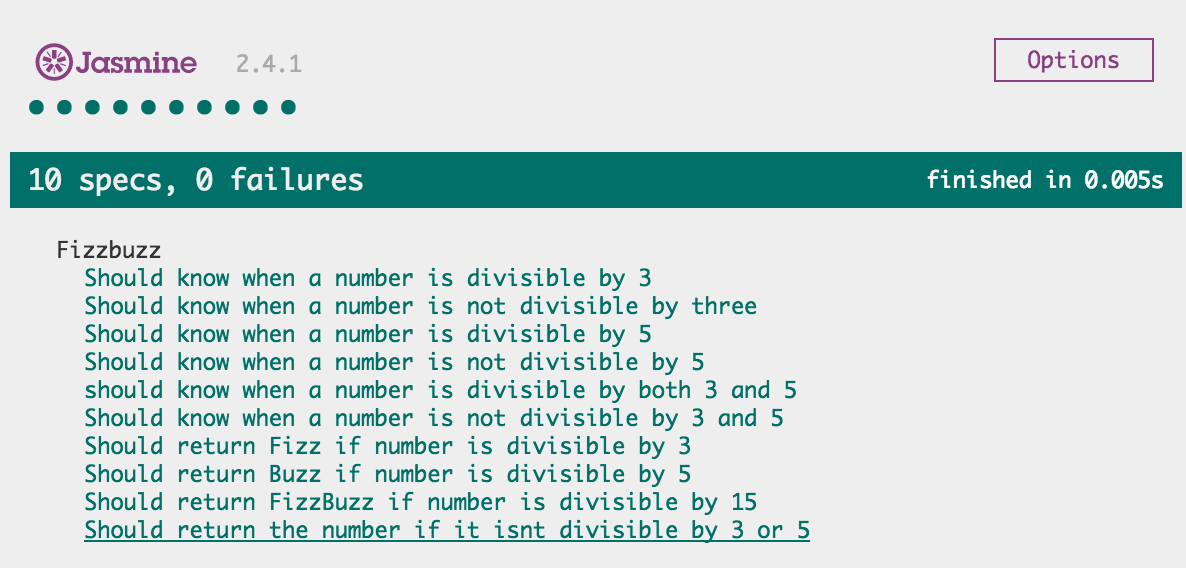 Jasmine 2.4.1
Options
10 specs, 0 failures
finished in 0.005s
Fizzbuzz
Should know when a number is divisible by 3
Should know when a number is not divisible by three
Should know when a number is divisible by 5
Should know when a number is not divisible by 5
should know when a number is divisible by both 3 and 5
Should know when a number is not divisible by 3 and 5
Should return Fizz if number is divisible by 3
Should return Buzz if number is divisible by 5
Should return FizzBuzz if number is divisible by 15
Should return the number if it isnt divisible by 3 or 5